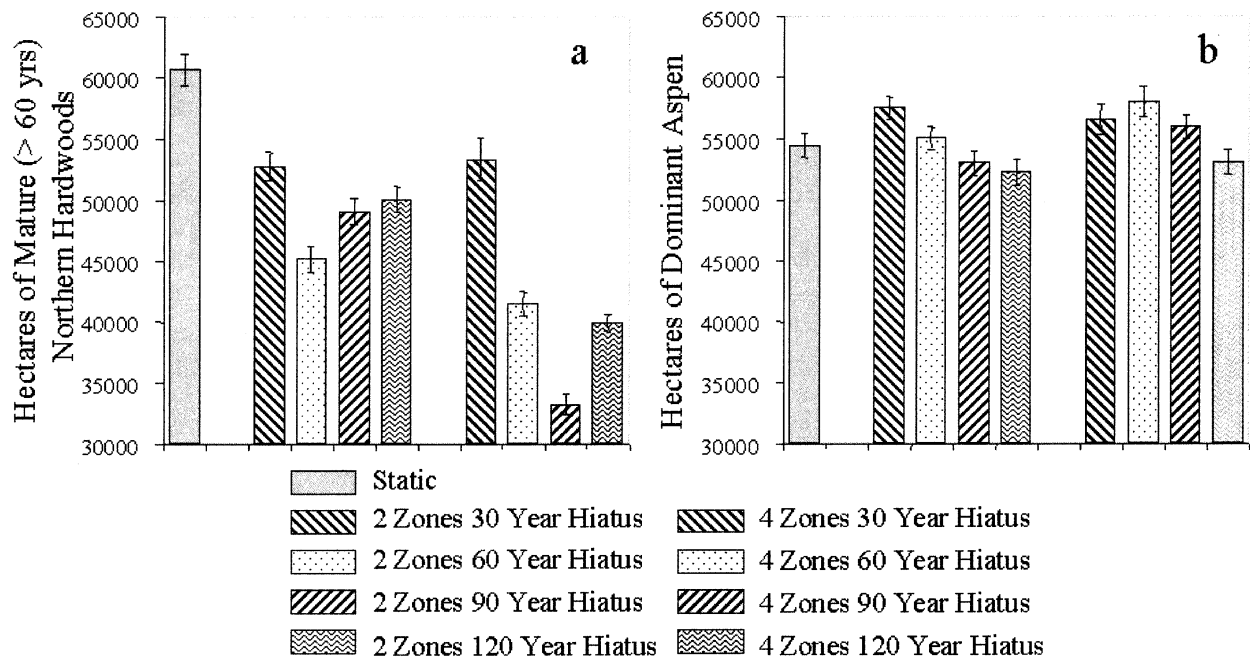 Hectares of Mature (> 60 yrs)
Northern Hardwoods
65000
60000
55000
50000
45000
40000
35000
30000
a
Hectares of Dominant Aspen
65000
60000
55000
50000
45000
40000
35000
30000
b
Static
2 Zones 30 Year Hiatus
4 Zones 30 Year Hiatus
2 Zones 60 Year Hiatus
4 Zones 60 Year Hiatus
2 Zones 90 Year Hiatus
4 Zones 90 Year Hiatus
2 Zones 120 Year Hiatus
4 Zones 120 Year Hiatus